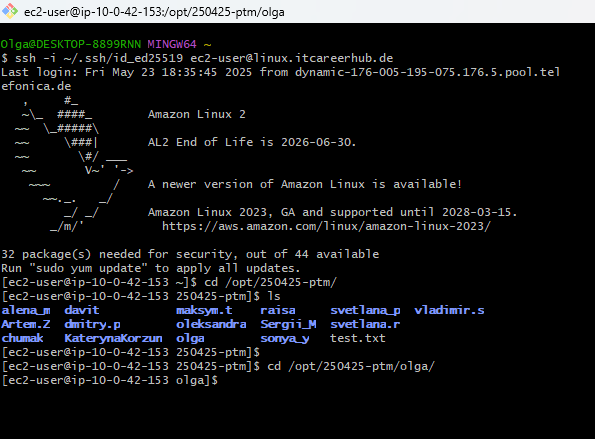 ec2-user@ip-10-0-42-153:/opt/250425-ptm/olga
Olga@DESKTOP-8899RNN MINGW64 ~
$ ssh -i ~/.ssh/id_ed25519 ec2-user@linux.itcareerhub.de
Last login: Fri May 23 18:35:45 2025 from dynamic-176-005-195-075.176.5.pool.tel
efonica.de
   ,     #_
   ~\_  ####_        Amazon Linux 2
  ~~  \_#####\
  ~~     \###|       AL2 End of Life is 2026-06-30.
  ~~       \#/ ___
   ~~       V~' '->
    ~~~         /    A newer version of Amazon Linux is available!
      ~~._.   _/
         _/ _/       Amazon Linux 2023, GA and supported until 2028-03-15.
       _/m/'           https://aws.amazon.com/linux/amazon-linux-2023/
32 package(s) needed for security, out of 44 available
Run "sudo yum update" to apply all updates.
[ec2-user@ip-10-0-42-153 ~]$ cd /opt/250425-ptm/
[ec2-user@ip-10-0-42-153 250425-ptm]$ ls
alena_m  davit           maksym.t   raisa     svetlana_p  vladimir.s
Artem.Z  dmitry.p        oleksandra  Sergii_M  svetlana.r
chumak   KaterynaKorzun  olga       sonya_y   test.txt
[ec2-user@ip-10-0-42-153 250425-ptm]$
[ec2-user@ip-10-0-42-153 250425-ptm]$ cd /opt/250425-ptm/olga/
[ec2-user@ip-10-0-42-153 olga]$